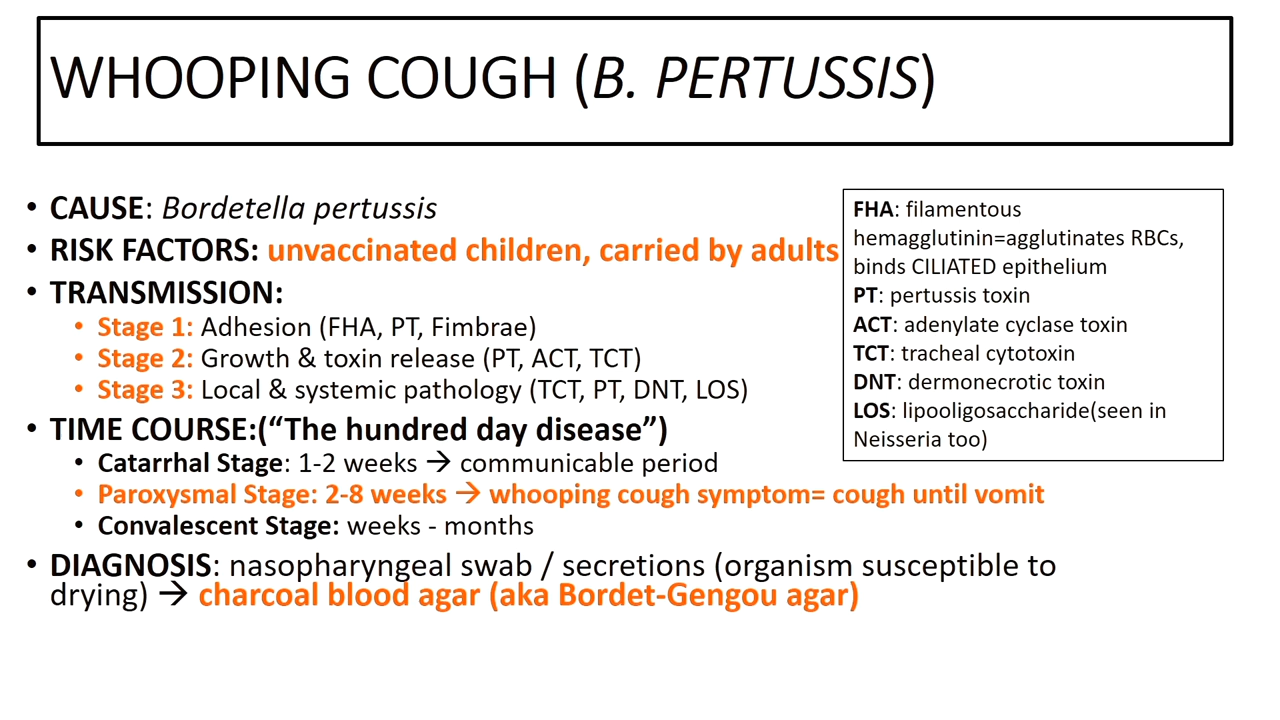 WHOOPING COUGH (B. PERTUSSIS)
• CAUSE: Bordetella pertussis
• RISK FACTORS: unvaccinated children, carried by adults
• TRANSMISSION:
• Stage 1: Adhesion (FHA, PT, Fimbrae)
• Stage 2: Growth & toxin release (PT, ACT, TCT)
• Stage 3: Local & systemic pathology (TCT, PT, DNT, LOS)
• TIME COURSE:(“The hundred day disease”)
• Catarrhal Stage: 1-2 weeks → communicable period
• Paroxysmal Stage: 2-8 weeks → whooping cough symptom= cough until vomit
• Convalescent Stage: weeks - months
• DIAGNOSIS: nasopharyngeal swab / secretions (organism susceptible to
drying) → charcoal blood agar (aka Bordet-Gengou agar)
FHA: filamentous
hemagglutinin=agglutinates RBCs,
binds CILIATED epithelium
PT: pertussis toxin
ACT: adenylate cyclase toxin
TCT: tracheal cytotoxin
DNT: dermonecrotic toxin
LOS: lipooligosaccharide(seen in
Neisseria too)